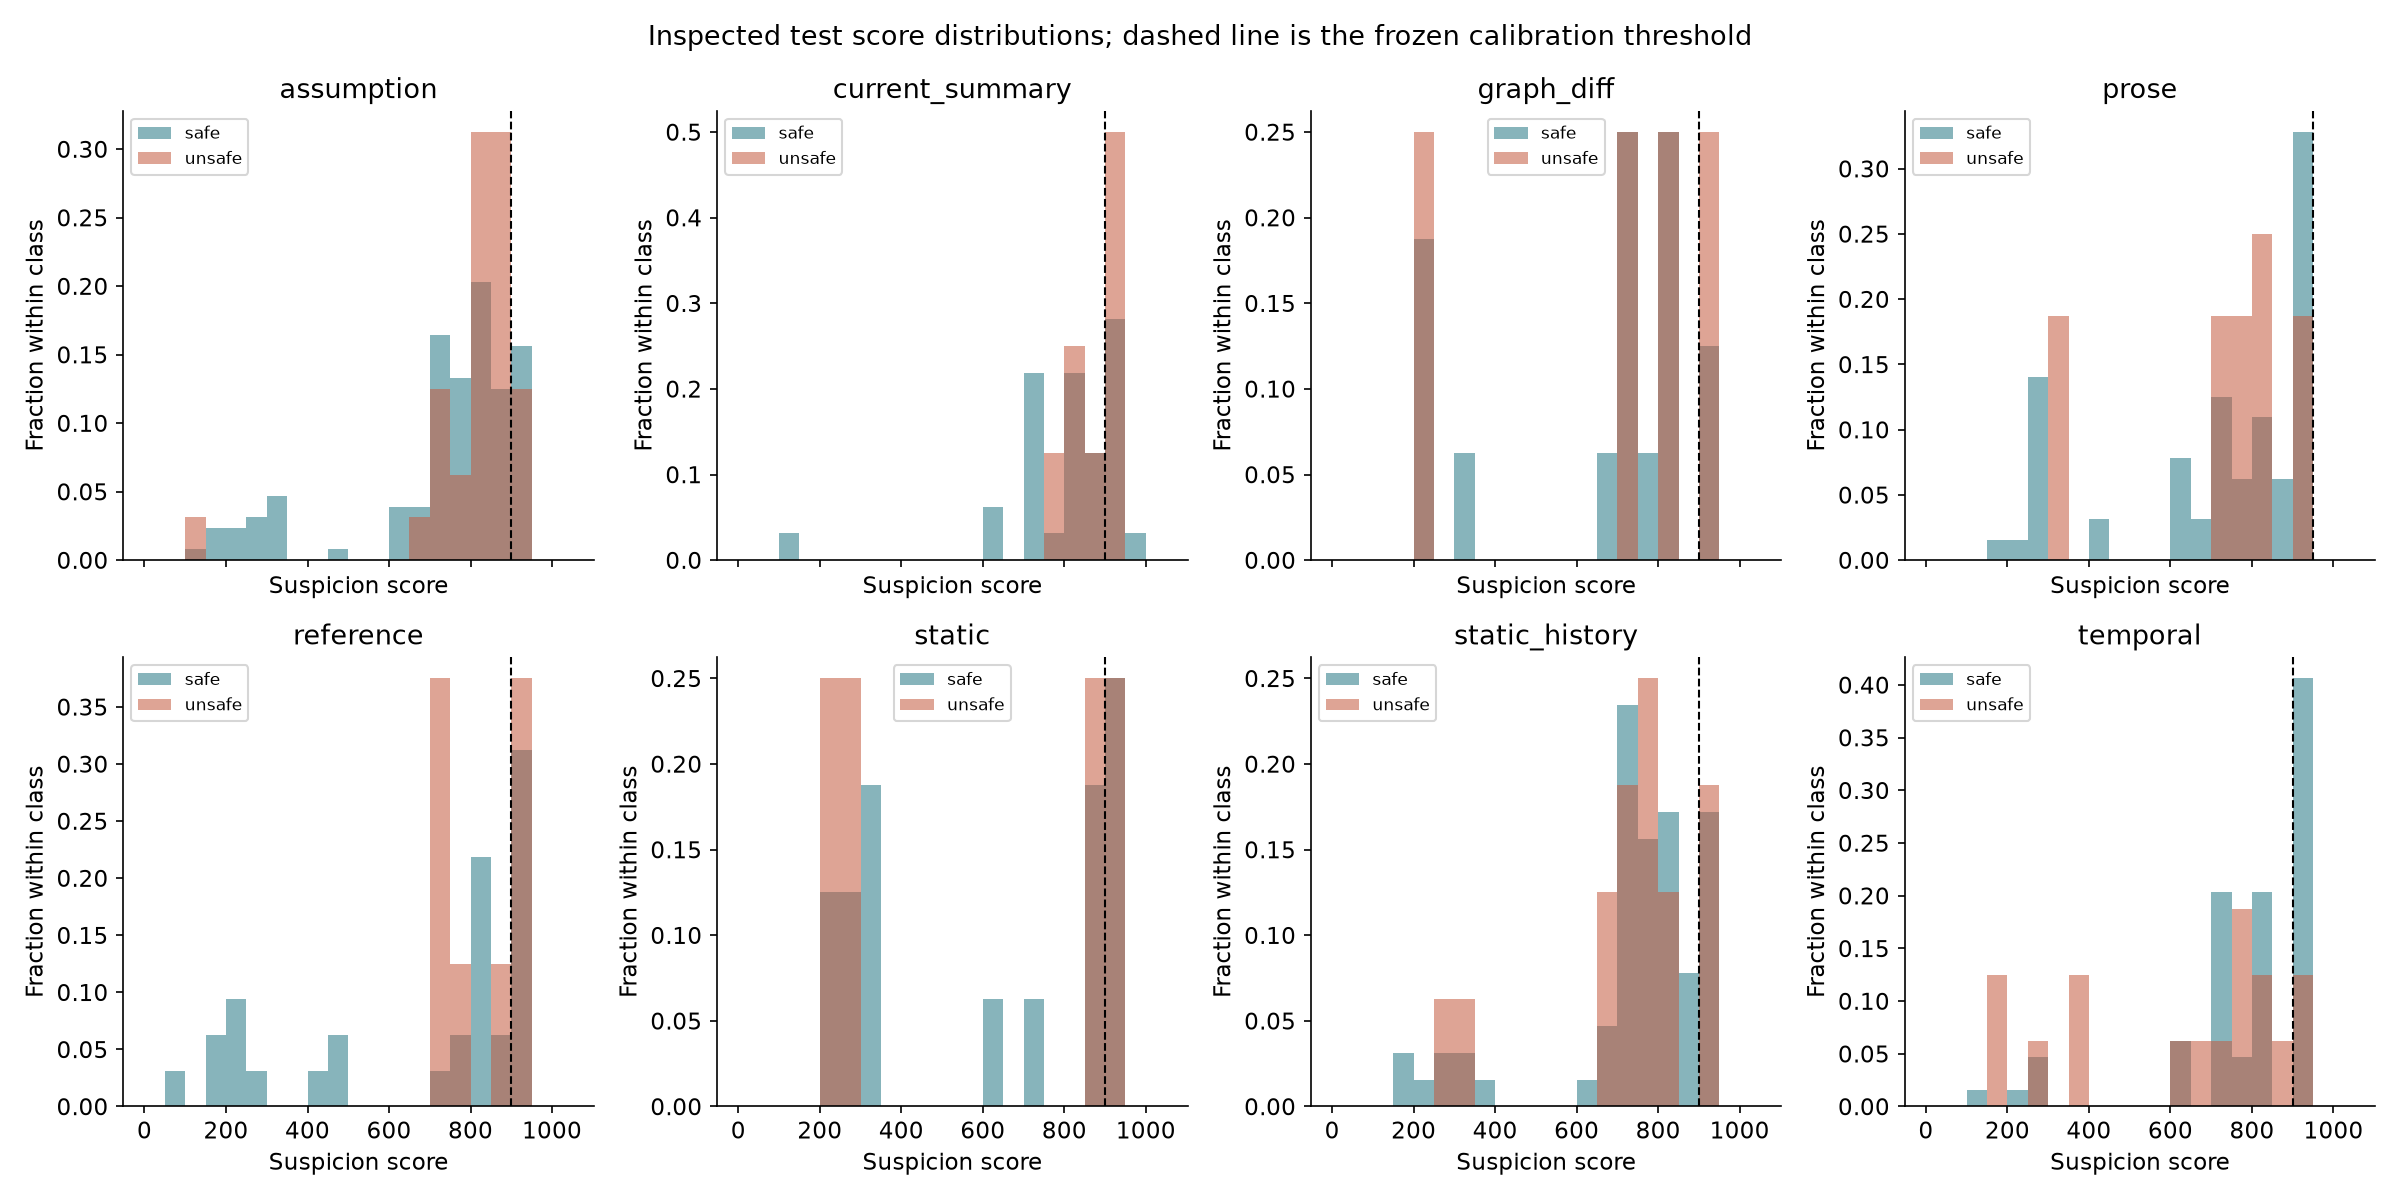 Inspected test score distributions; dashed line is the frozen calibration threshold
assumption
safe
unsafe
0.30
0.25
0.20
0.15
0.10
0.05
0.00
Fraction within class
Suspicion score
current_summary
safe
unsafe
0.5
0.4
0.3
0.2
0.1
0.0
Fraction within class
Suspicion score
graph_diff
safe
unsafe
0.25
0.20
0.15
0.10
0.05
0.00
Fraction within class
Suspicion score
prose
safe
unsafe
0.30
0.25
0.20
0.15
0.10
0.05
0.00
Fraction within class
Suspicion score
reference
safe
unsafe
0.35
0.30
0.25
0.20
0.15
0.10
0.05
0.00
Fraction within class
0 200 400 600 800 1000
Suspicion score
static
safe
unsafe
0.25
0.20
0.15
0.10
0.05
0.00
Fraction within class
0 200 400 600 800 1000
Suspicion score
static_history
safe
unsafe
0.25
0.20
0.15
0.10
0.05
0.00
Fraction within class
0 200 400 600 800 1000
Suspicion score
temporal
safe
unsafe
0.40
0.35
0.30
0.25
0.20
0.15
0.10
0.05
0.00
Fraction within class
0 200 400 600 800 1000
Suspicion score